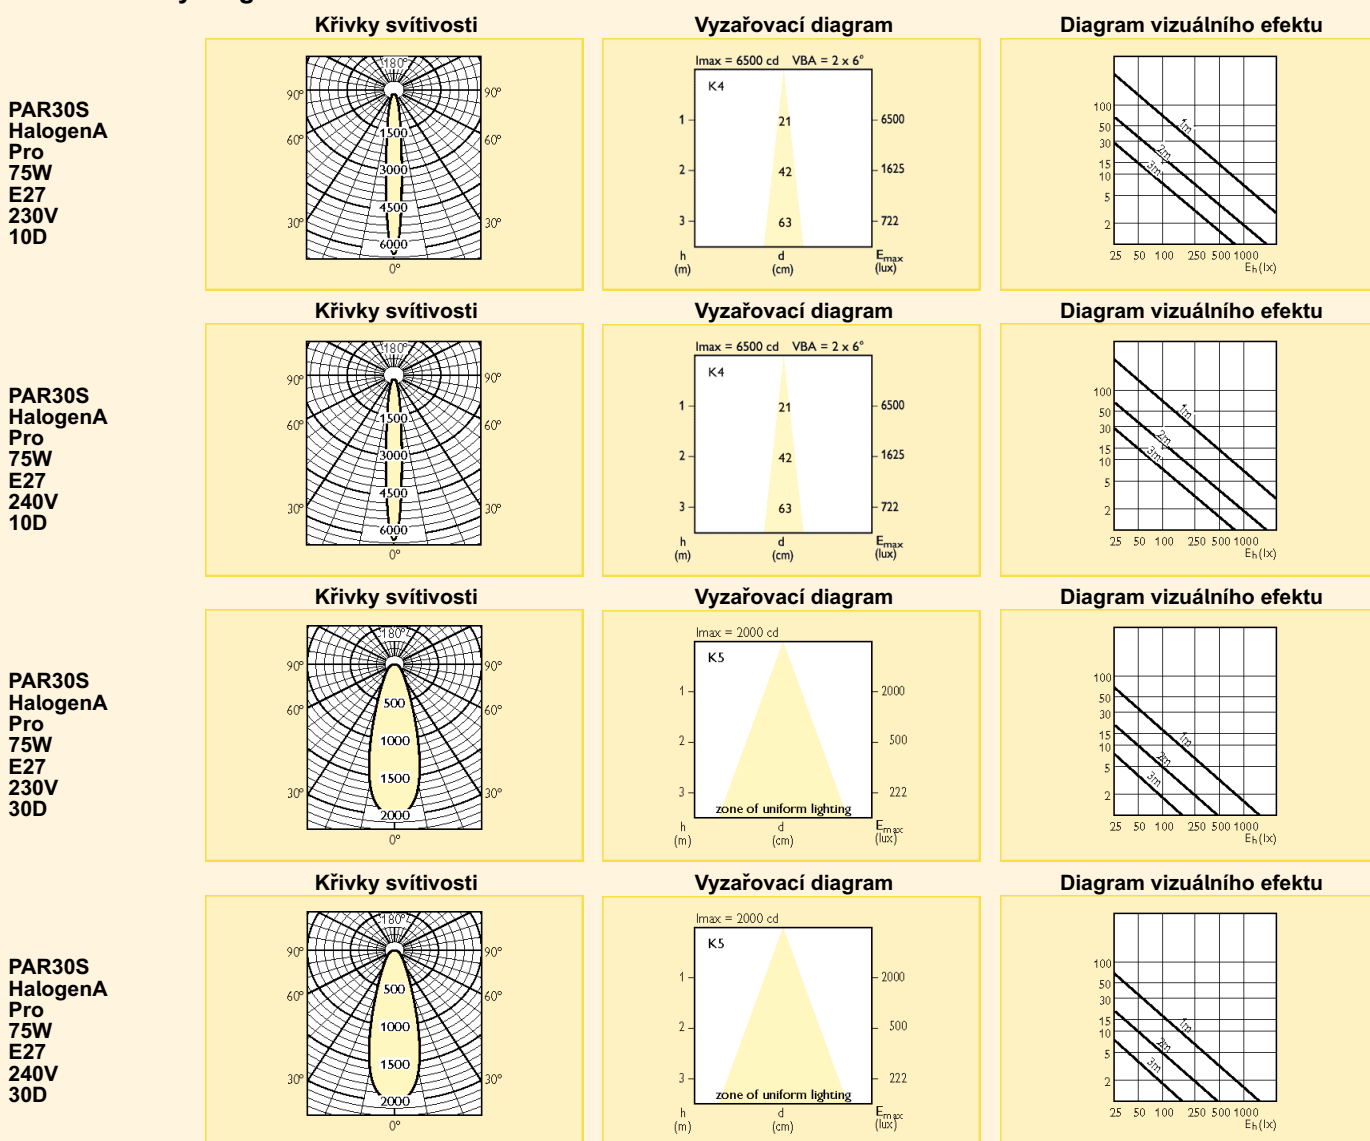 Křivky svítivosti Vyzařovací diagram Diagram vizuálního efektu
PAR30S
HalogenA
Pro
75W
E27
230V
10D
180°
90° 90°
60° 60°
30° 30°
1500
3000
4500
6000
0°
Imax = 6500 cd VBA = 2 x 6°
K4
1 21 6500
2 42 1625
3 63 722
h d Emax
(m) (cm) (lux)
100
50
30
15
10
5
2
1m
2m
3m
25 50 100 250 500 1000
Eh (lx)
Křivky svítivosti Vyzařovací diagram Diagram vizuálního efektu
PAR30S
HalogenA
Pro
75W
E27
240V
10D
180°
90° 90°
60° 60°
30° 30°
1500
3000
4500
6000
0°
Imax = 6500 cd VBA = 2 x 6°
K4
1 21 6500
2 42 1625
3 63 722
h d Emax
(m) (cm) (lux)
100
50
30
15
10
5
2
1m
2m
3m
25 50 100 250 500 1000
Eh (lx)
Křivky svítivosti Vyzařovací diagram Diagram vizuálního efektu
PAR30S
HalogenA
Pro
75W
E27
230V
30D
180°
90° 90°
60° 60°
30° 30°
500
1000
1500
2000
0°
Imax = 2000 cd
K5
1 2000
2 500
3 222
zone of uniform lighting
h d Emax
(m) (cm) (lux)
100
50
30
15
10
5
2
1m
2m
3m
25 50 100 250 500 1000
Eh (lx)
Křivky svítivosti Vyzařovací diagram Diagram vizuálního efektu
PAR30S
HalogenA
Pro
75W
E27
240V
30D
180°
90° 90°
60° 60°
30° 30°
500
1000
1500
2000
0°
Imax = 2000 cd
K5
1 2000
2 500
3 222
zone of uniform lighting
h d Emax
(m) (cm) (lux)
100
50
30
15
10
5
2
1m
2m
3m
25 50 100 250 500 1000
Eh (lx)